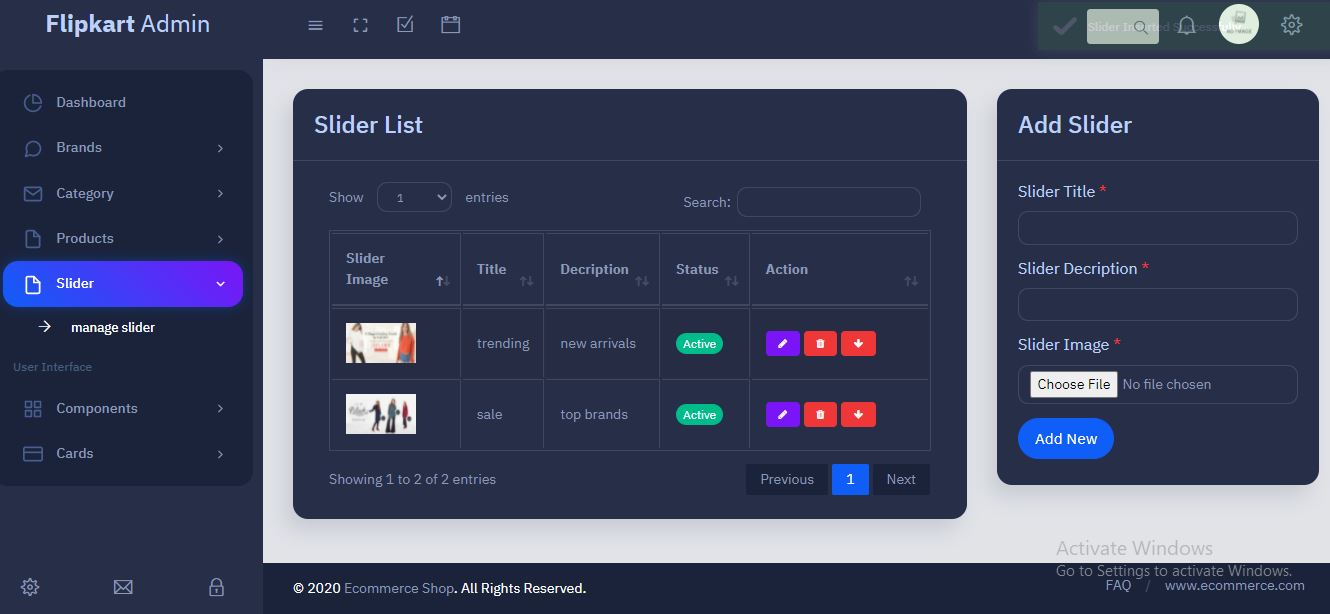 Flipkart Admin
Slider Inserted Successfully
Dashboard
Brands
Category
Products
Slider
manage slider
User Interface
Components
Cards
Slider List
Show 1 entries
Search:
Slider Image
Title
Decription
Status
Action
trending
new arrivals
Active
sale
top brands
Active
Showing 1 to 2 of 2 entries
Previous
1
Next
Add Slider
Slider Title *
Slider Decription *
Slider Image *
Choose File No file chosen
Add New
Activate Windows
Go to Settings to activate Windows.
© 2020 Ecommerce Shop. All Rights Reserved.
FAQ / www.ecommerce.com